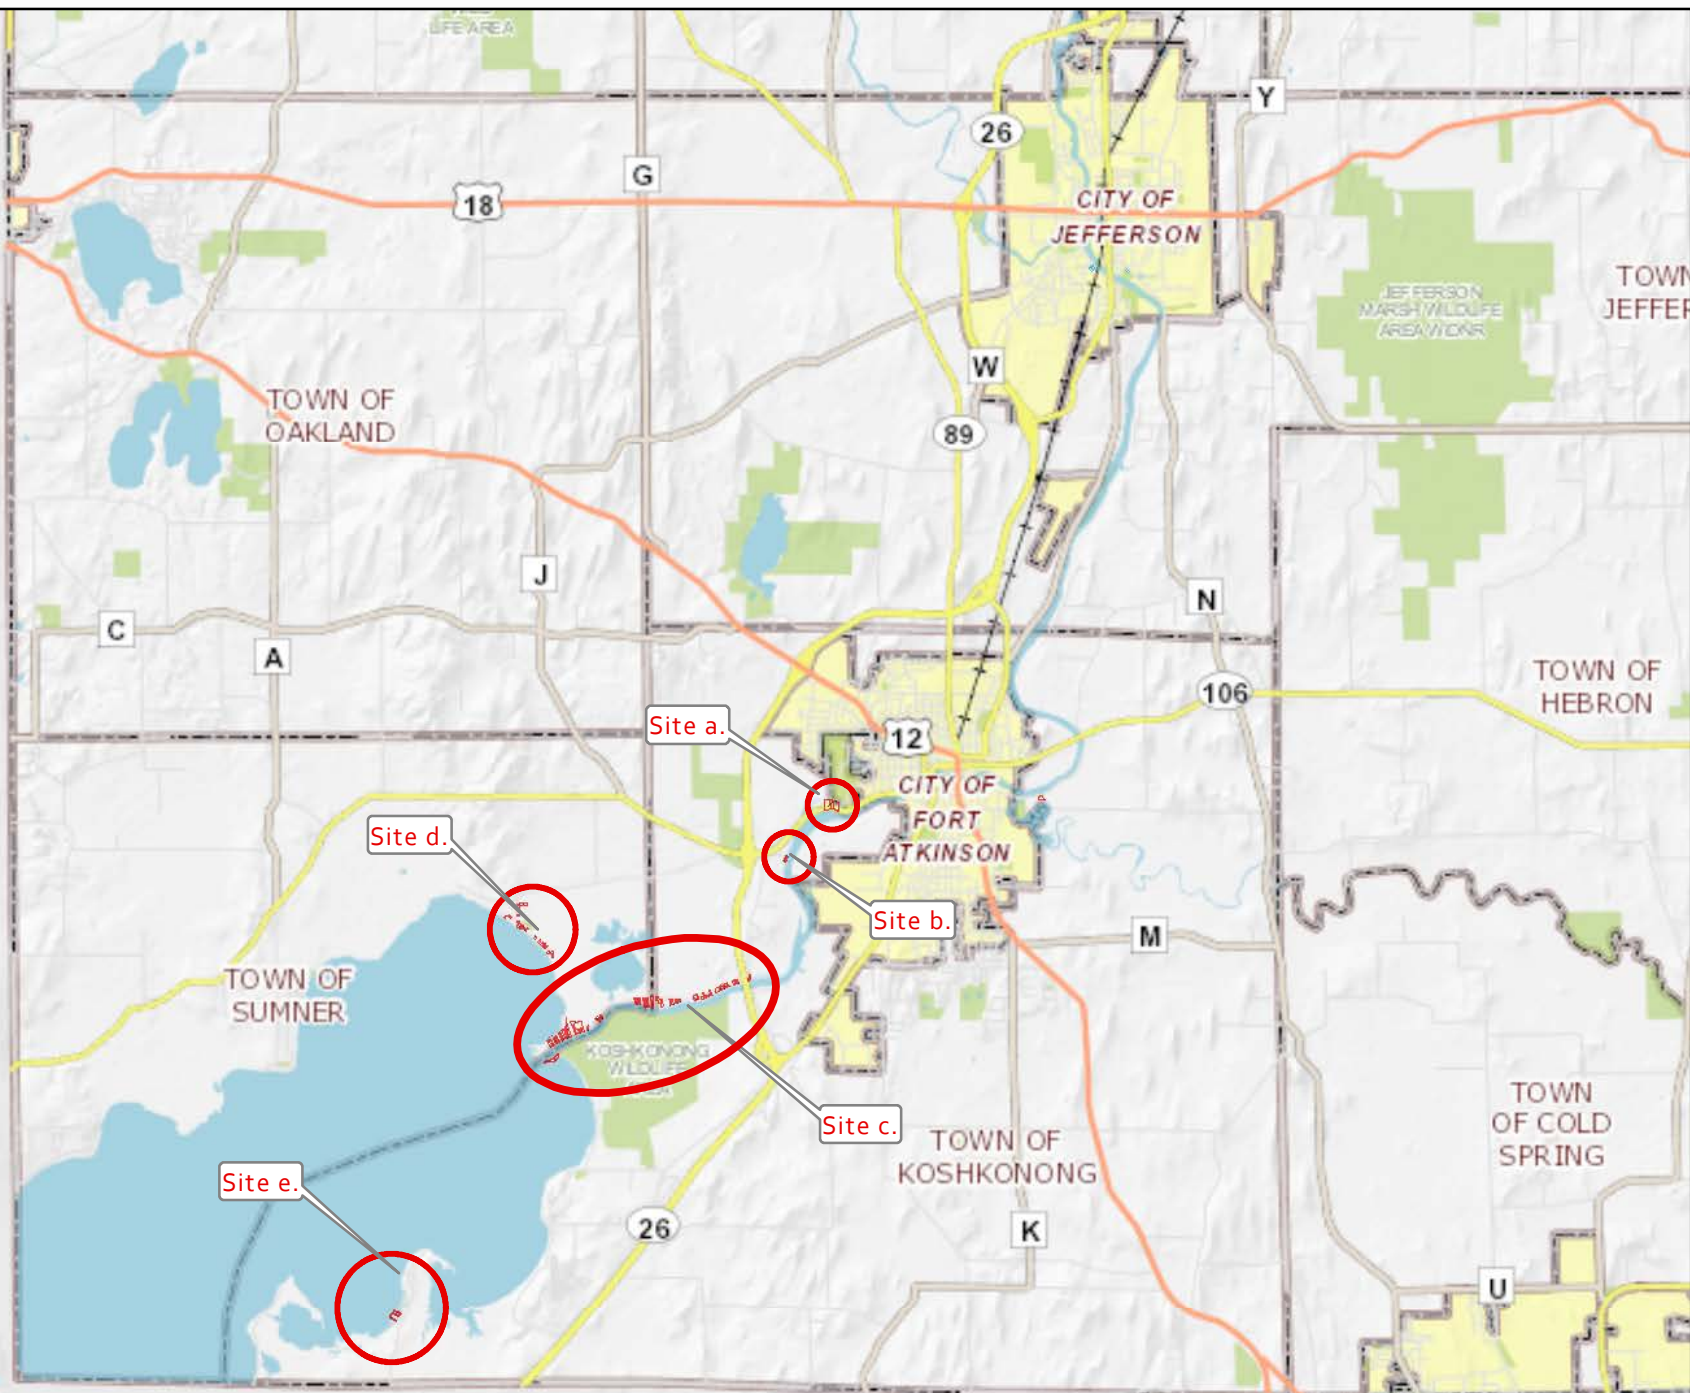 LIFE AREA
Y
26
G
18
CITY OF
JEFFERSON
TOWN
JEFFER
JEFFERSON
MARSH WILDLIFE
AREA WDNR
W
TOWN OF
OAKLAND
89
J
N
C
A
TOWN OF
HEBRON
106
Site a.
12
CITY OF
FORT
ATKINSON
Site d.
Site b.
M
TOWN OF
SUMNER
KOSHKONONG
WILDLIFE
AREA
TOWN
OF COLD
SPRING
Site c.
TOWN OF
KOSHKONONG
Site e.
26
K
U